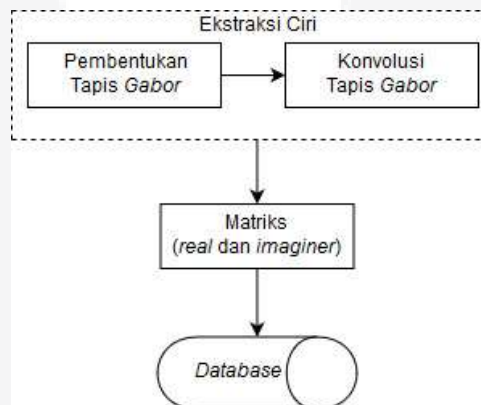 Ekstraksi Ciri
Pembentukan
Tapis Gabor
Konvolusi
Tapis Gabor
Matriks
(real dan imaginer)
Database